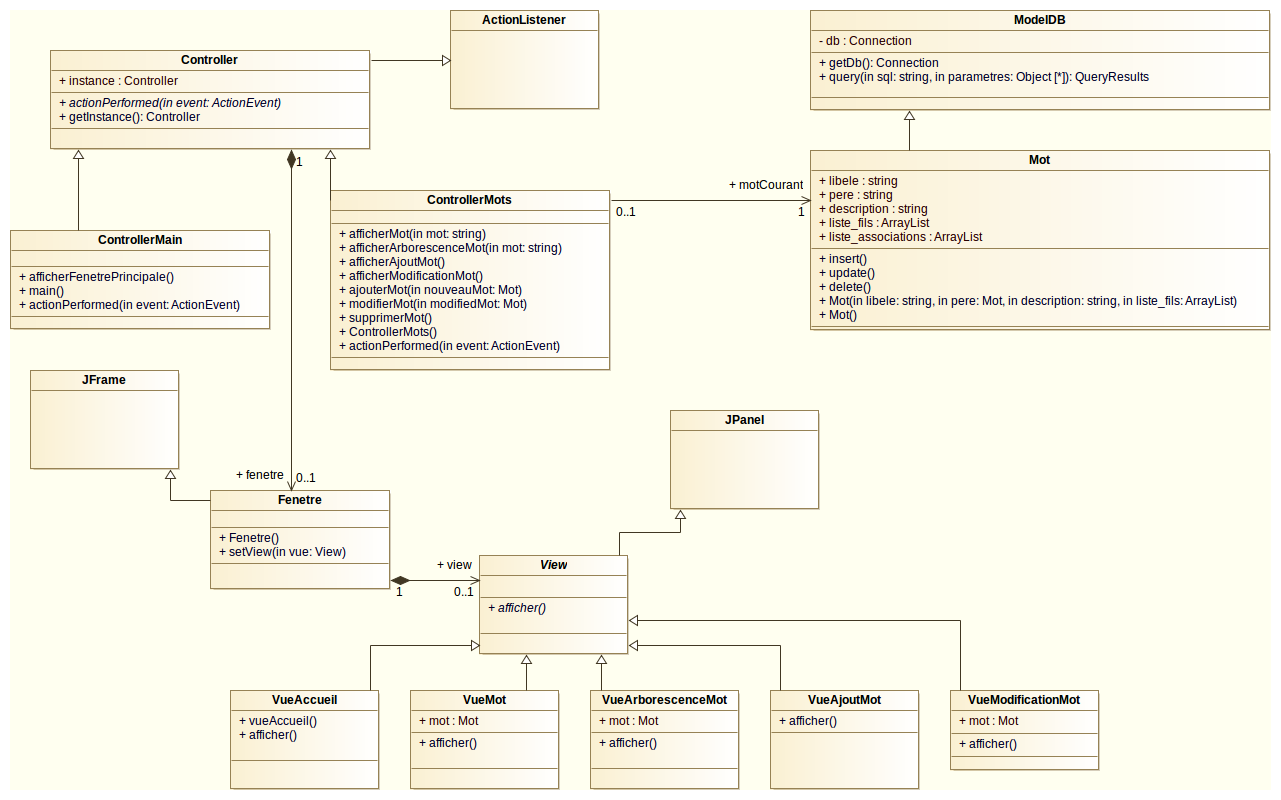 ActionListener
ModelDB
- db : Connection
+ getDb(): Connection
+ query(in sql: string, in parametres: Object [*]): QueryResults
Controller
+ instance : Controller
+ actionPerformed(in event: ActionEvent)
+ getInstance(): Controller
1
Mot
+ libele : string
+ pere : string
+ description : string
+ liste_fils : ArrayList
+ liste_associations : ArrayList
+ insert()
+ update()
+ delete()
+ Mot(in libele: string, in pere: Mot, in description: string, in liste_fils: ArrayList)
+ Mot()
+ motCourant
0..1
1
ControllerMots
+ afficherMot(in mot: string)
+ afficherArborescenceMot(in mot: string)
+ afficherAjoutMot()
+ afficherModificationMot()
+ ajouterMot(in nouveauMot: Mot)
+ modifierMot(in modifiedMot: Mot)
+ supprimerMot()
+ ControllerMots()
+ actionPerformed(in event: ActionEvent)
ControllerMain
+ afficherFenetrePrincipale()
+ main()
+ actionPerformed(in event: ActionEvent)
JFrame
JPanel
+ fenetre
0..1
Fenetre
+ Fenetre()
+ setView(in vue: View)
+ view
1
0..1
View
+ afficher()
VueAccueil
+ vueAccueil()
+ afficher()
VueMot
+ mot : Mot
+ afficher()
VueArborescenceMot
+ mot : Mot
+ afficher()
VueAjoutMot
+ afficher()
VueModificationMot
+ mot : Mot
+ afficher()